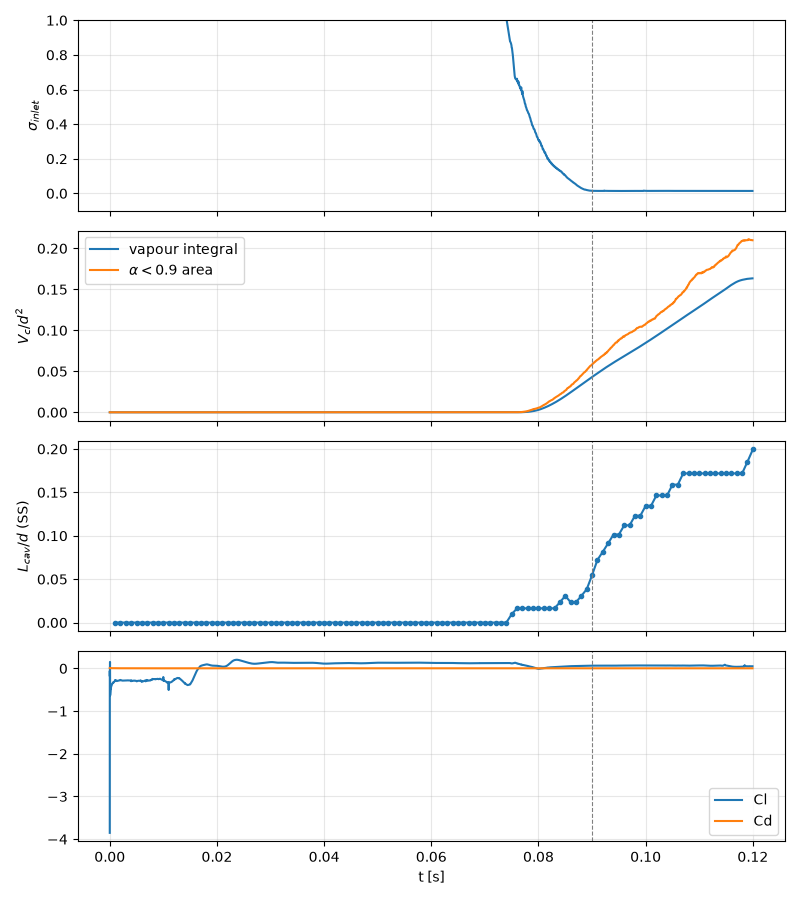 1.0
0.8
0.6
0.4
0.2
0.0
σ_inlet
0.20
0.15
0.10
0.05
0.00
V_c/d²
vapour integral
α < 0.9 area
0.20
0.15
0.10
0.05
0.00
L_cav/d (SS)
0
−1
−2
−3
−4
Cl
Cd
0.00 0.02 0.04 0.06 0.08 0.10 0.12
t [s]